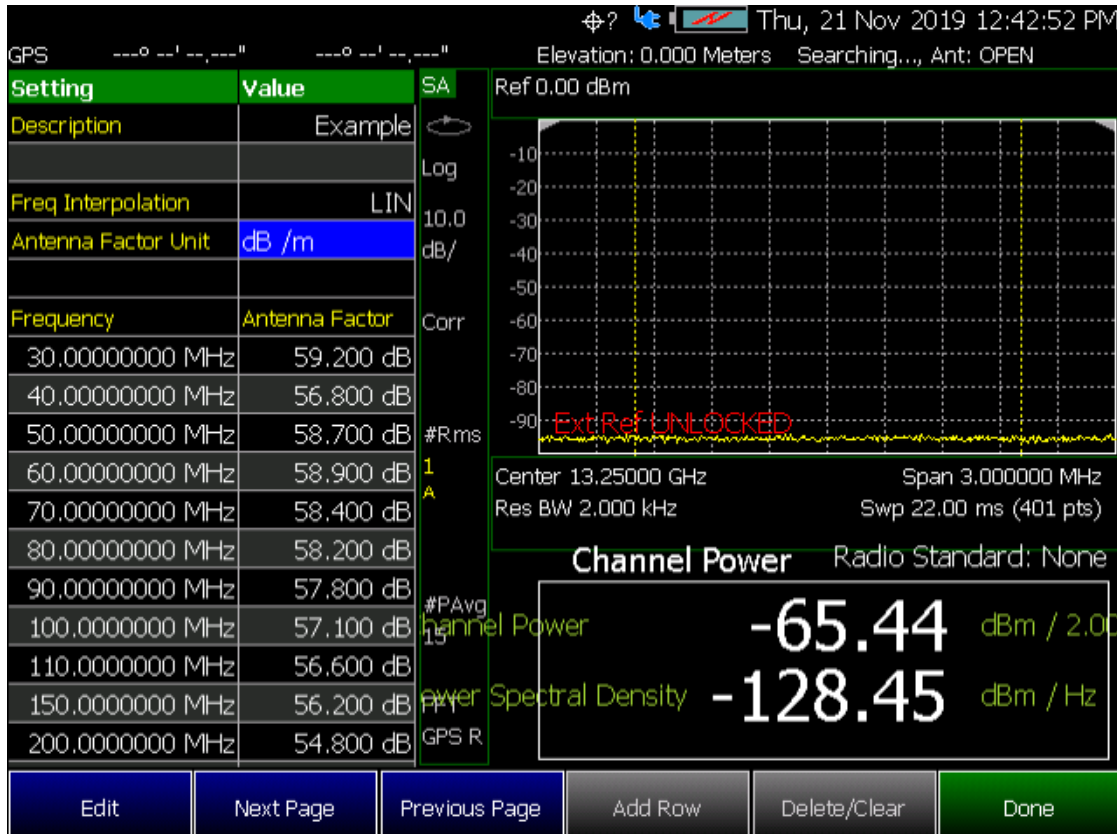 Thu, 21 Nov 2019 12:42:52 PM
GPS ---º --' --.---" ---º --' --.---" Elevation: 0.000 Meters Searching..., Ant: OPEN
Setting Value
Description Example
Freq Interpolation LIN
Antenna Factor Unit dB /m
Frequency Antenna Factor
30.00000000 MHz 59.200 dB
40.00000000 MHz 56.800 dB
50.00000000 MHz 58.700 dB
60.00000000 MHz 58.900 dB
70.00000000 MHz 58.400 dB
80.00000000 MHz 58.200 dB
90.00000000 MHz 57.800 dB
100.0000000 MHz 57.100 dB
110.0000000 MHz 56.600 dB
150.0000000 MHz 56.200 dB
200.0000000 MHz 54.800 dB
SA
Log
10.0
dB/
Corr
#Rms
1
A
#PAvg
15
GPS R
Ref 0.00 dBm
-10
-20
-30
-40
-50
-60
-70
-80
-90
Ext Ref UNLOCKED
Center 13.25000 GHz Span 3.000000 MHz
Res BW 2.000 kHz Swp 22.00 ms (401 pts)
Channel Power Radio Standard: None
hannel Power -65.44 dBm / 2.00
ower Spectral Density -128.45 dBm / Hz
Edit Next Page Previous Page Add Row Delete/Clear Done